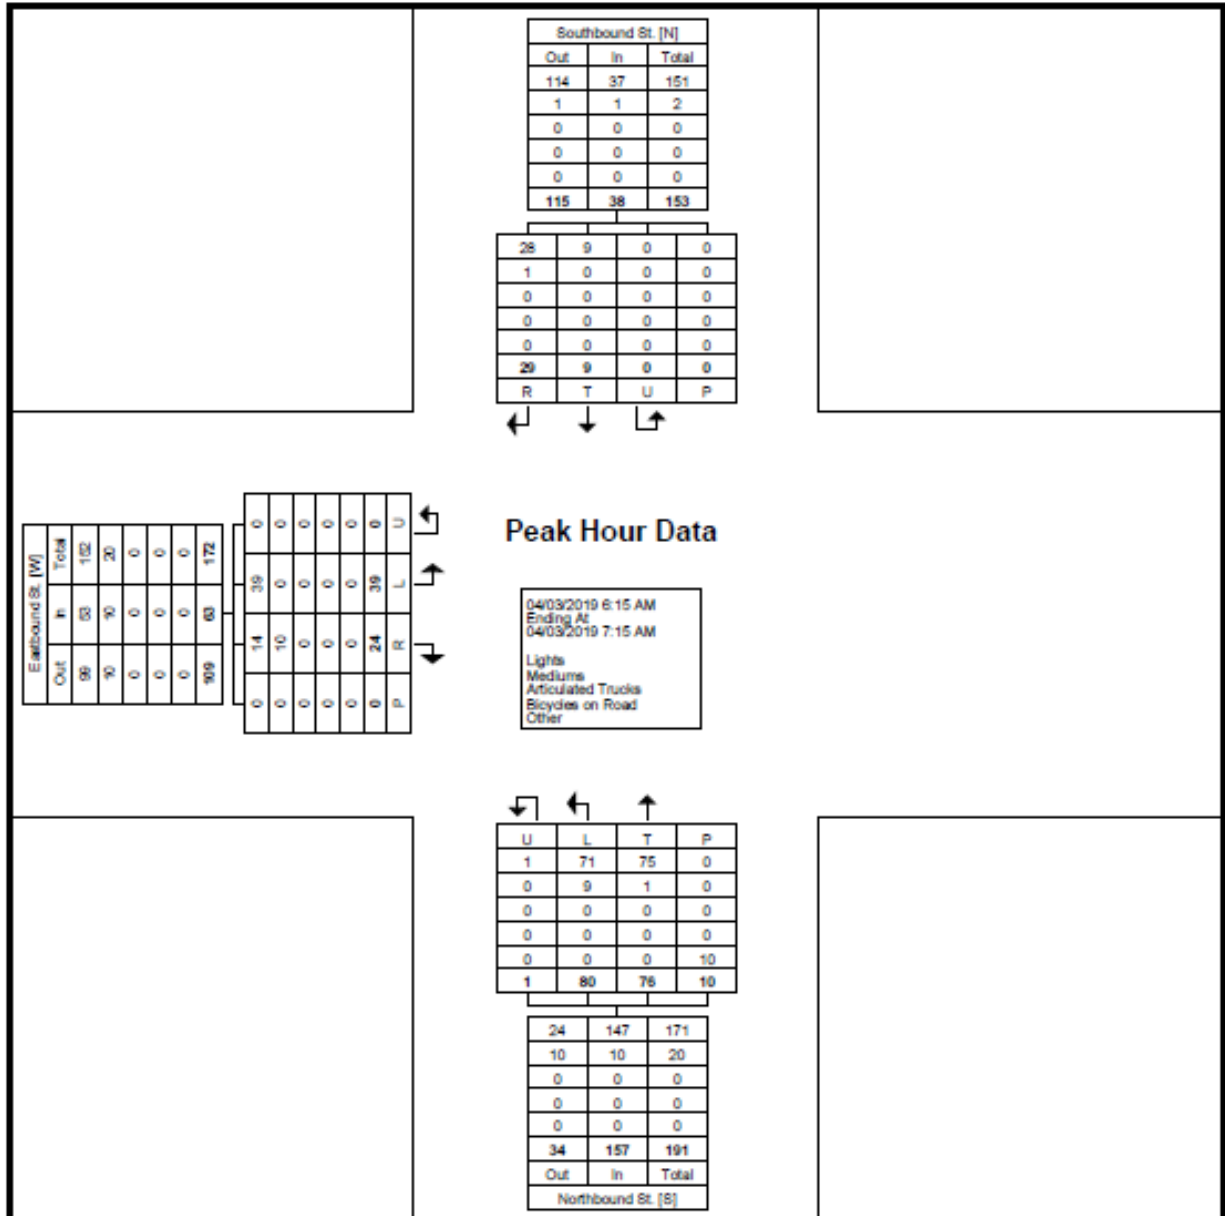 Southbound St. [N]
Out In Total
114 37 151
1 1 2
0 0 0
0 0 0
0 0 0
115 38 153
28 9 0 0
1 0 0 0
0 0 0 0
0 0 0 0
0 0 0 0
29 9 0 0
R T U P
Eastbound St. [W]
Out In Total
99 53 152
10 10 20
0 0 0
0 0 0
0 0 0
109 63 172
0 14 39 0
0 10 0 0
0 0 0 0
0 0 0 0
0 0 0 0
0 24 39 0
P R L U
Peak Hour Data
04/03/2019 6:15 AM
Ending At
04/03/2019 7:15 AM
Lights
Mediums
Articulated Trucks
Bicycles on Road
Other
U L T P
1 71 75 0
0 9 1 0
0 0 0 0
0 0 0 0
0 0 0 10
1 80 76 10
24 147 171
10 10 20
0 0 0
0 0 0
0 0 0
34 157 191
Out In Total
Northbound St. [S]